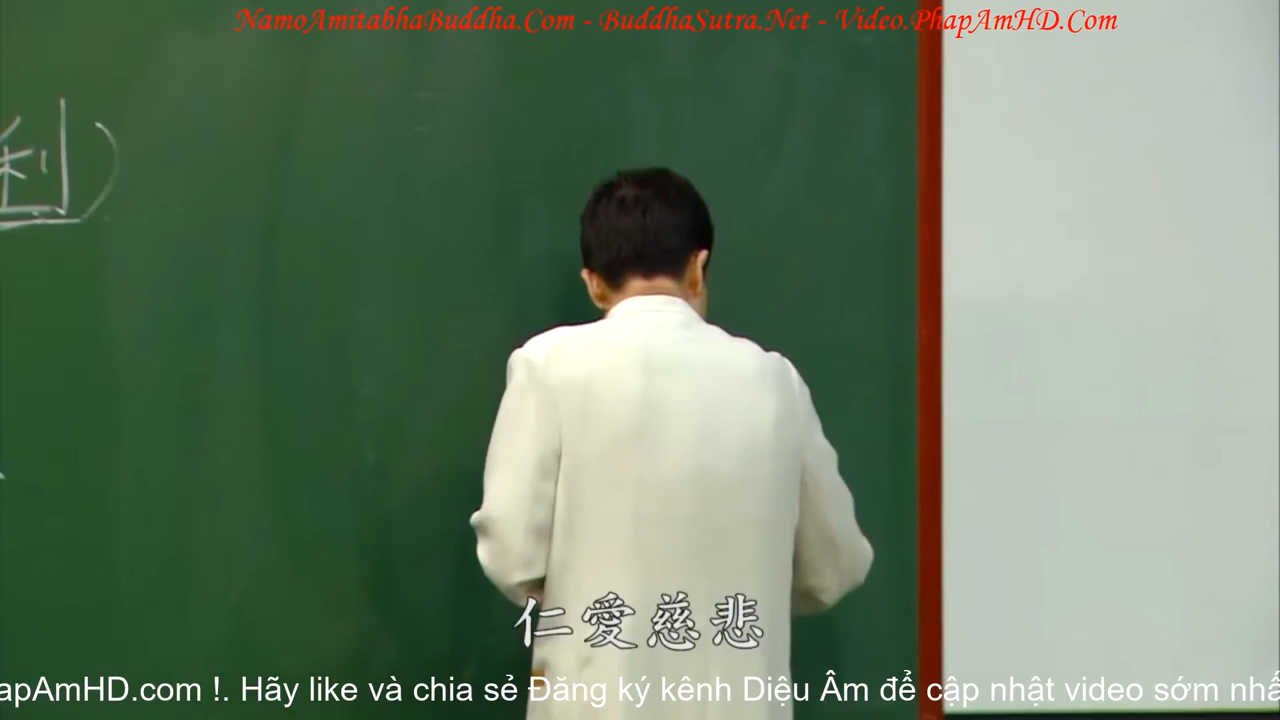 NamoAmitabhaBuddha.Com - BuddhaSutra.Net - Video.PhapAmHD.Com
利)
仁愛慈悲
apAmHD.com !. Hãy like và chia sẻ Đăng ký kênh Diệu Âm để cập nhật video sớm nhấ